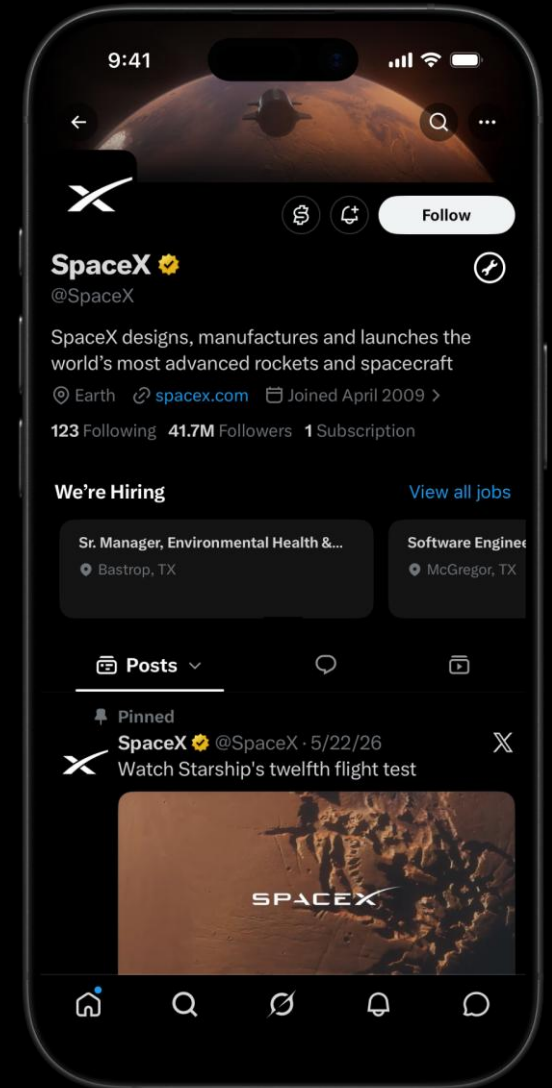 9:41
Follow
SpaceX
@SpaceX
SpaceX designs, manufactures and launches the
world's most advanced rockets and spacecraft
Earth spacex.com Joined April 2009
123 Following 41.7M Followers 1 Subscription
We're Hiring View all jobs
Sr. Manager, Environmental Health &... Software Enginee
Bastrop, TX McGregor, TX
Posts
Pinned
SpaceX @SpaceX · 5/22/26
Watch Starship's twelfth flight test
SPACEX